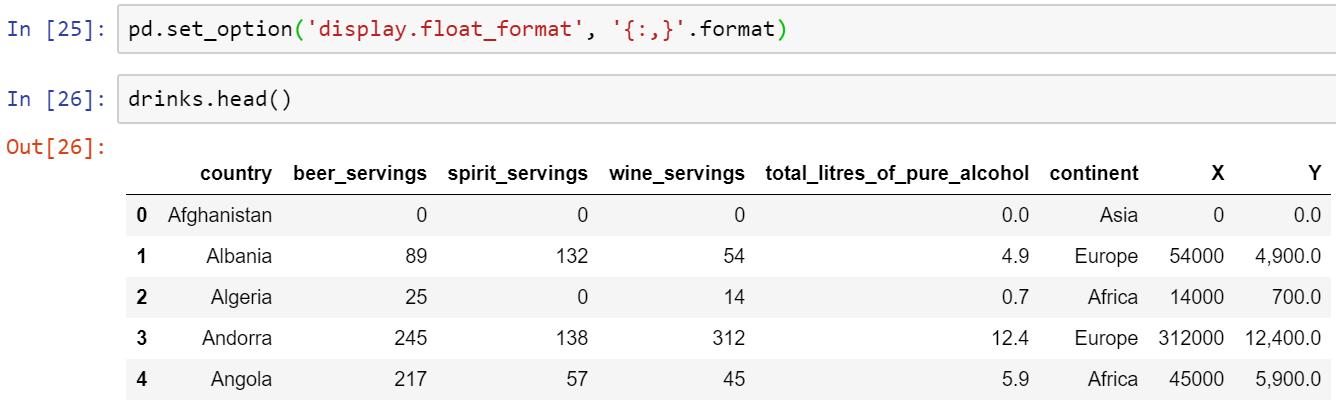 In [25]: pd.set_option('display.float_format', '{:,}'.format)
In [26]: drinks.head()
Out[26]:
country beer_servings spirit_servings wine_servings total_litres_of_pure_alcohol continent X Y
0 Afghanistan 0 0 0 0.0 Asia 0 0.0
1 Albania 89 132 54 4.9 Europe 54000 4,900.0
2 Algeria 25 0 14 0.7 Africa 14000 700.0
3 Andorra 245 138 312 12.4 Europe 312000 12,400.0
4 Angola 217 57 45 5.9 Africa 45000 5,900.0